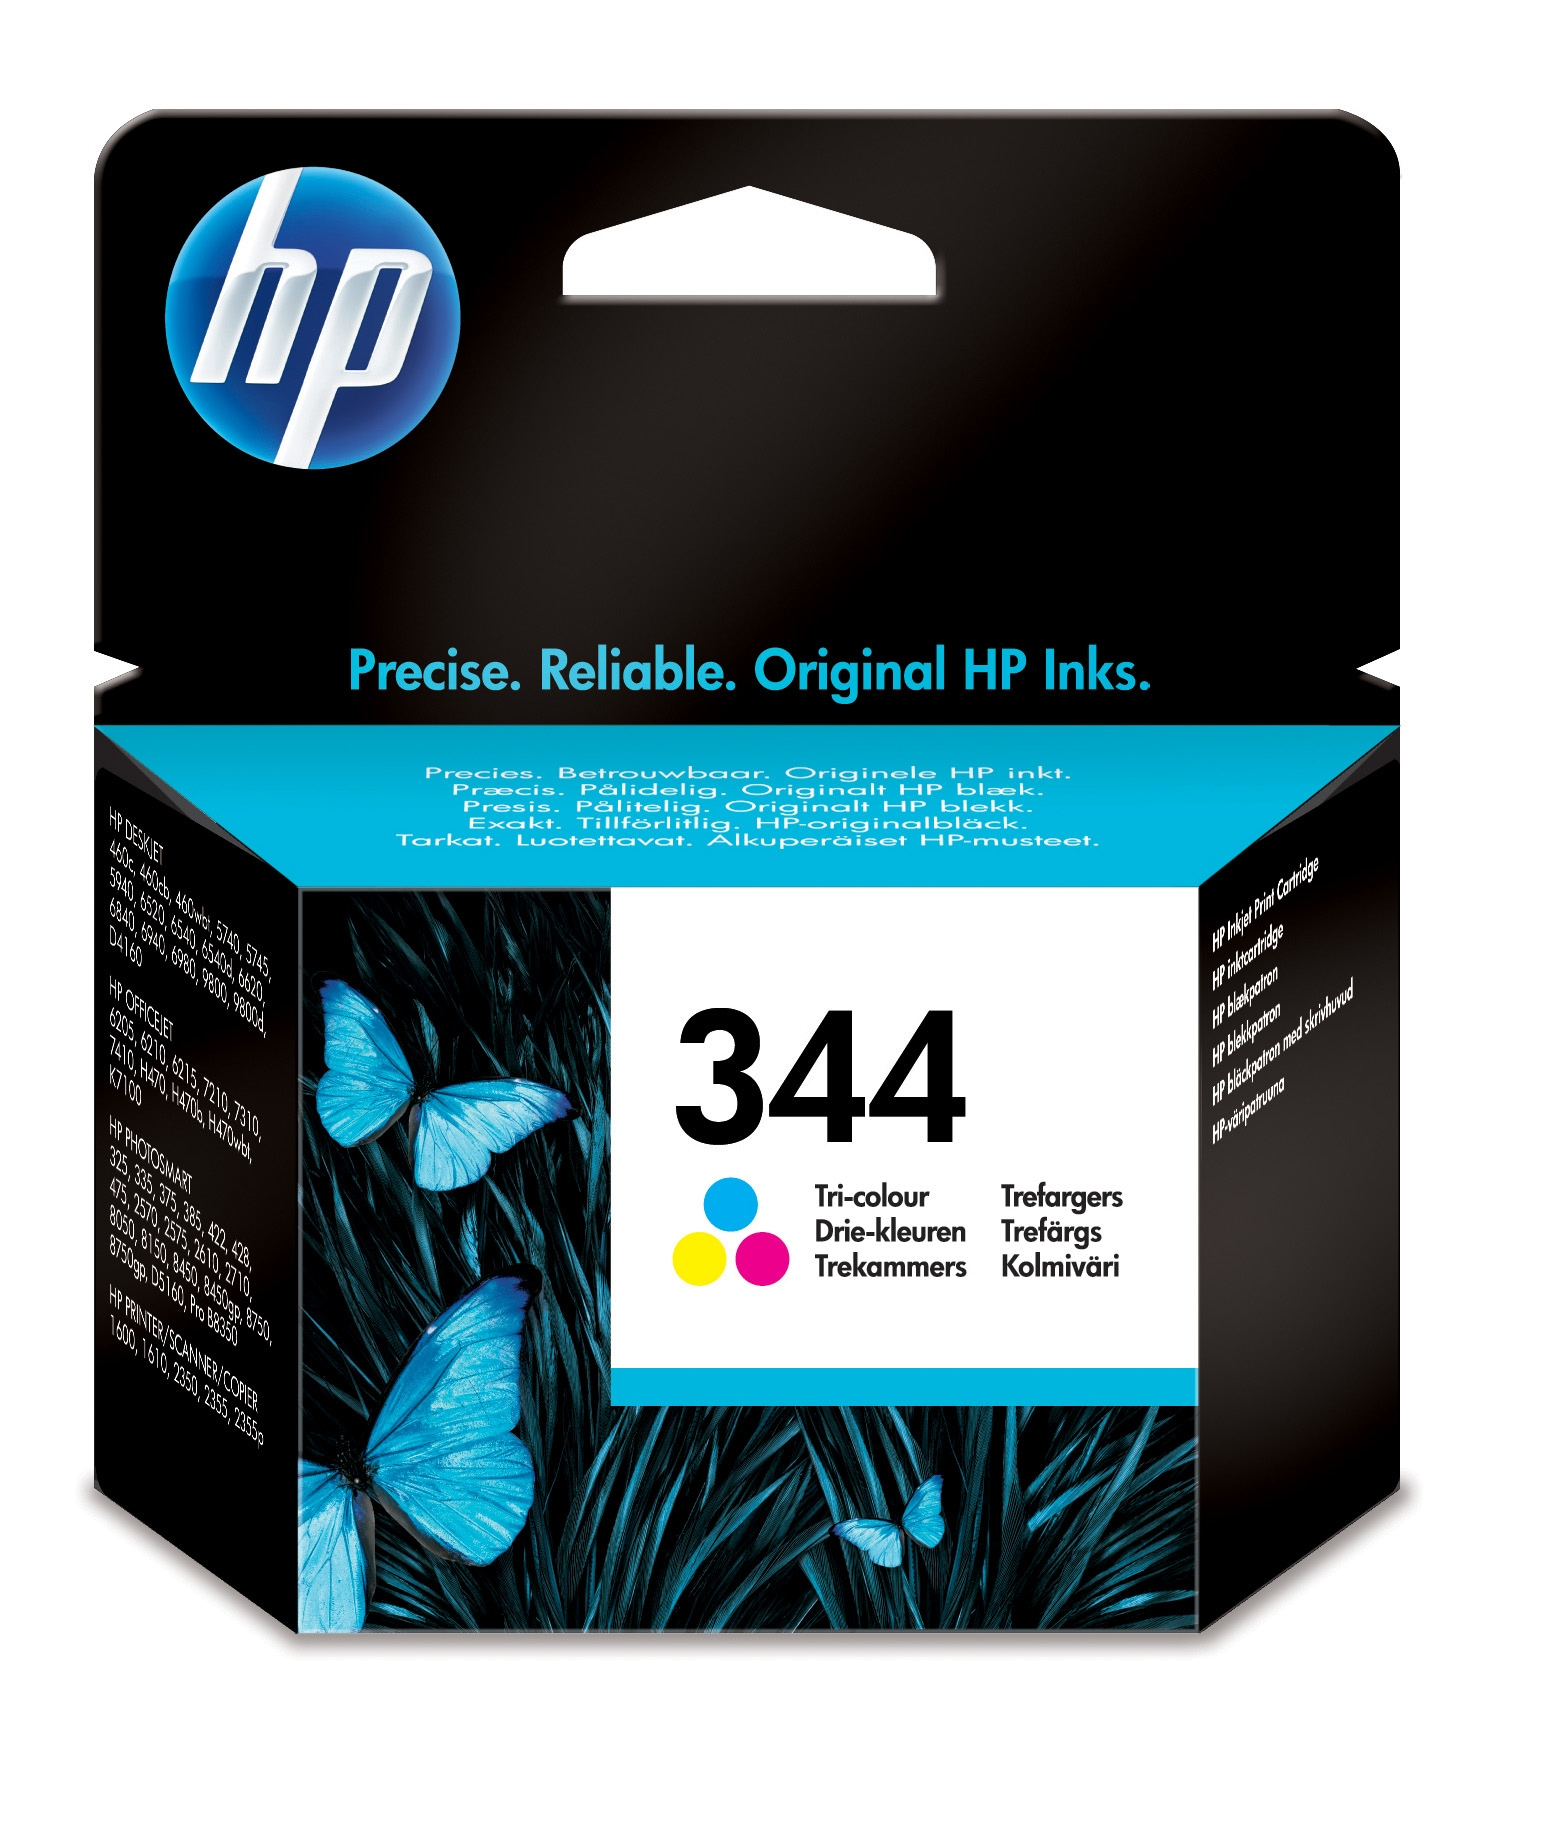 hp
Precise. Reliable. Original HP Inks.
Precies. Betrouwbaar. Originele HP inkt.
Præcis. Pålidelig. Originalt HP blæk.
Presis. Pålitelig. Originalt HP blekk.
Exakt. Tillförlitlig. HP-originalbläck.
Tarkat. Luotettavat. Alkuperäiset HP-musteet.
HP DESKJET
460c, 460cb, 460wbt, 5740, 5745,
5940, 6520, 6540, 6540d, 6620,
6840, 6940, 6980, 9800, 9800d,
D4160
HP OFFICEJET
6205, 6210, 6215, 7210, 7310,
7410, H470, H470b, H470wbt,
K7100
HP PHOTOSMART
325, 335, 375, 385, 422, 428,
475, 2570, 2575, 2610, 2710,
8050, 8150, 8450, 8450gp, 8750,
8750gp, D5160, Pro B8350
HP PRINTER/SCANNER/COPIER
1600, 1610, 2350, 2355, 2355p
344
Tri-colour
Drie-kleuren
Trekammers
Trefargers
Trefärgs
Kolmiväri
HP Inkjet Print Cartridge
HP inktcartridge
HP blækpatron
HP blekkpatron
HP bläckpatron med skrivhuvud
HP-väripatruuna